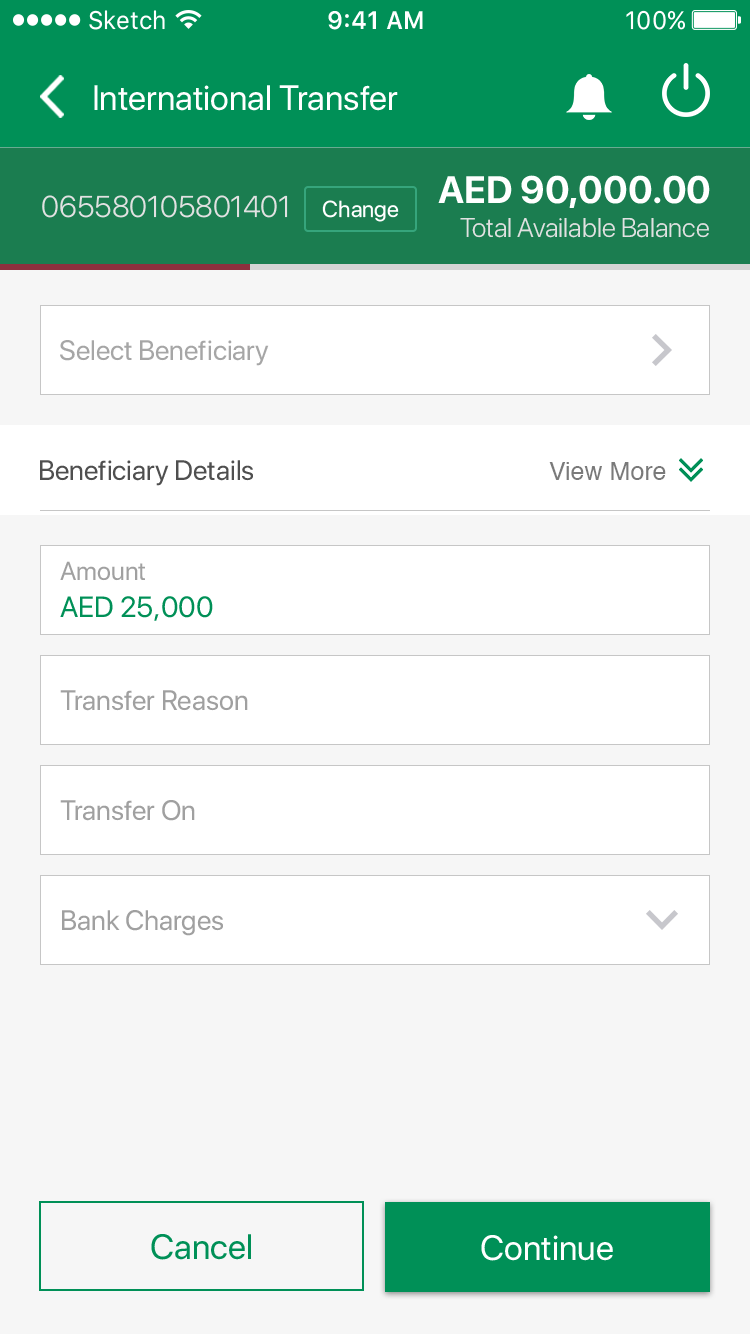 Sketch 9:41 AM 100%
International Transfer
065580105801401 Change AED 90,000.00
Total Available Balance
Select Beneficiary
Beneficiary Details View More
Amount
AED 25,000
Transfer Reason
Transfer On
Bank Charges
Cancel Continue